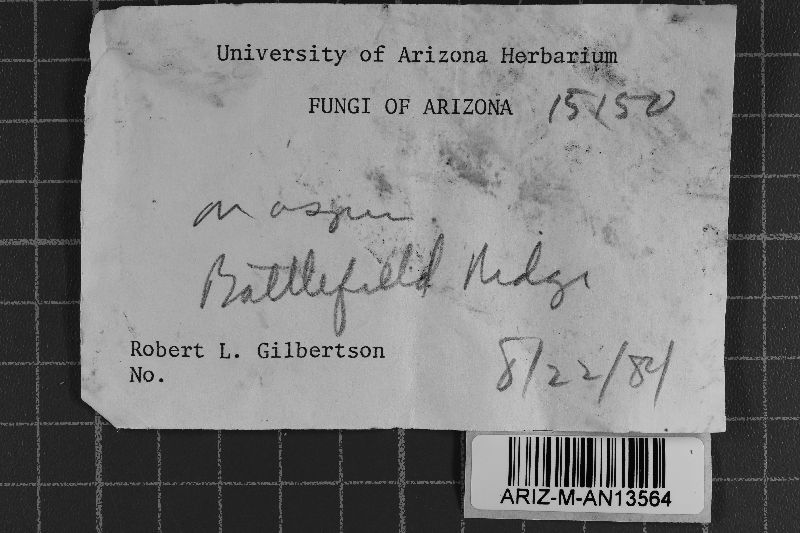 University of Arizona Herbarium
FUNGI OF ARIZONA 15150
on aspen
Battlefield Ridge
Robert L. Gilbertson
No.
8/22/84
ARIZ-M-AN13564